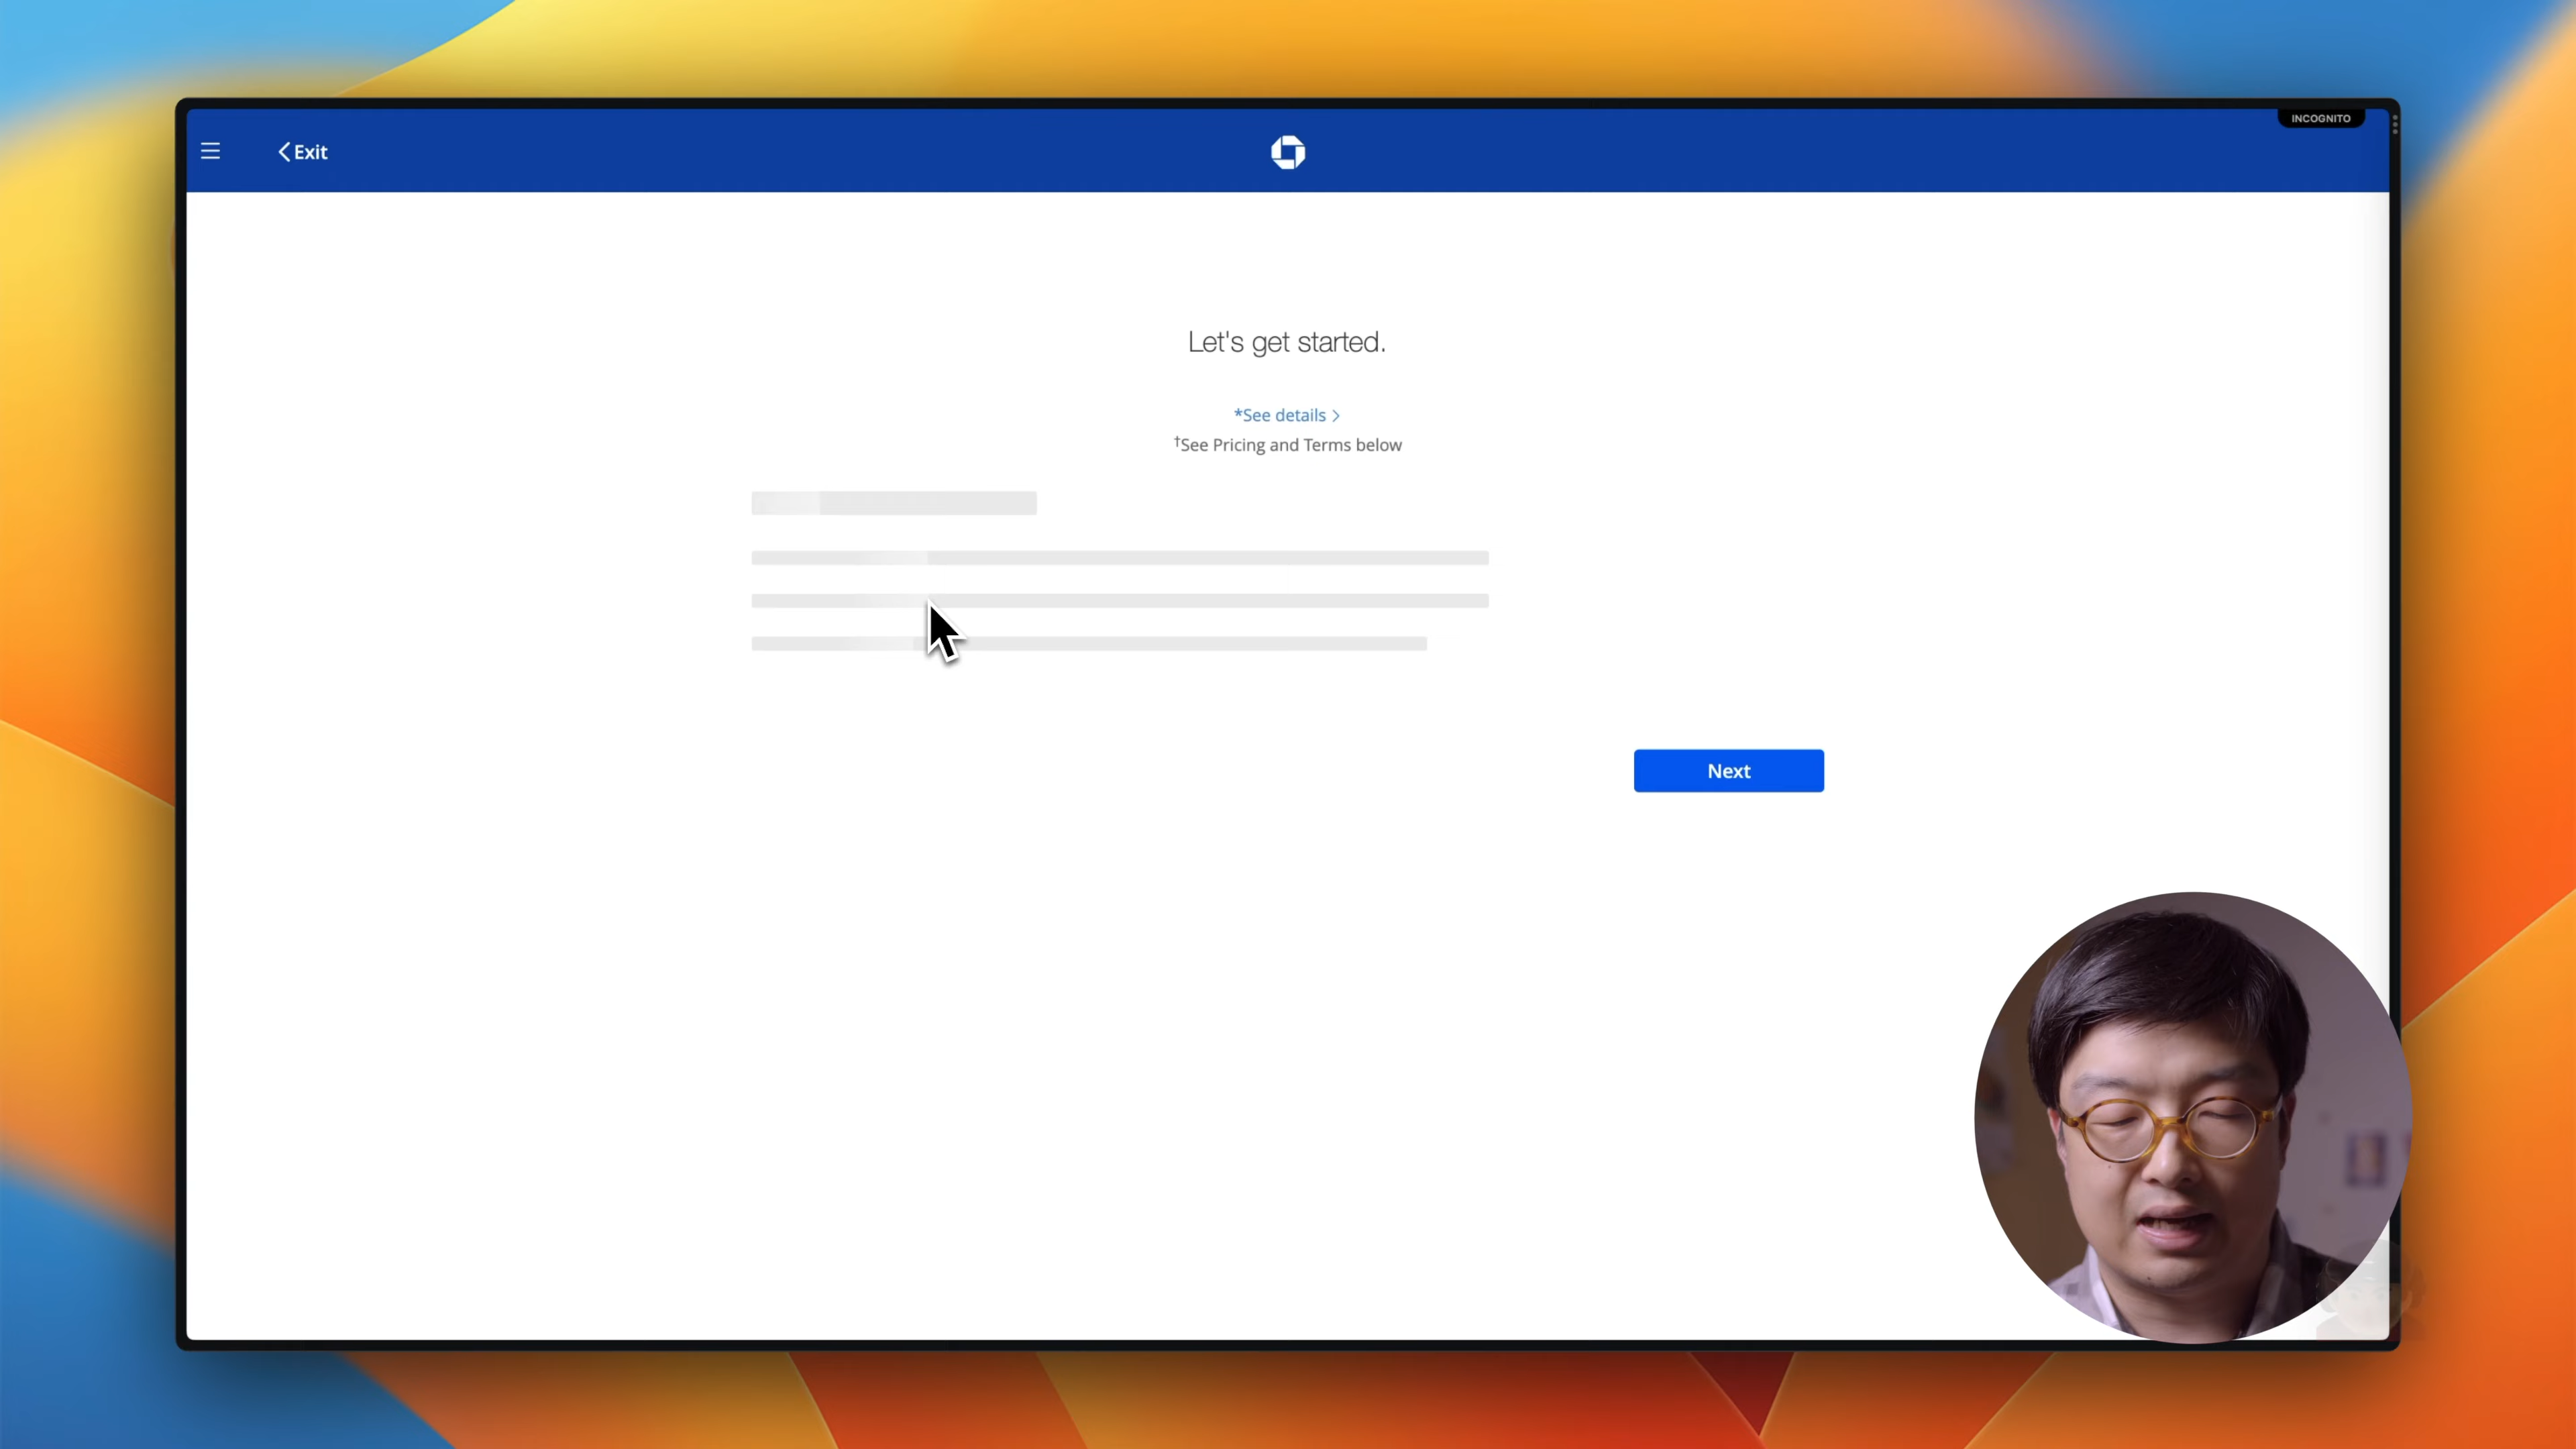 INCOGNITO
Exit
Let's get started.
*See details >
†See Pricing and Terms below
Next